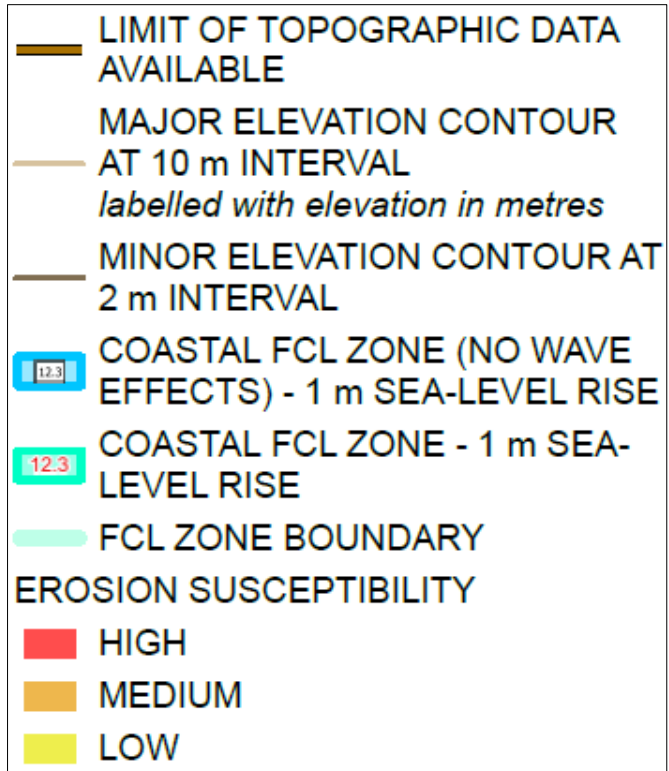 LIMIT OF TOPOGRAPHIC DATA
AVAILABLE
MAJOR ELEVATION CONTOUR
AT 10 m INTERVAL
labelled with elevation in metres
MINOR ELEVATION CONTOUR AT
2 m INTERVAL
12.3
COASTAL FCL ZONE (NO WAVE
EFFECTS) - 1 m SEA-LEVEL RISE
12.3
COASTAL FCL ZONE - 1 m SEA-
LEVEL RISE
FCL ZONE BOUNDARY
EROSION SUSCEPTIBILITY
HIGH
MEDIUM
LOW